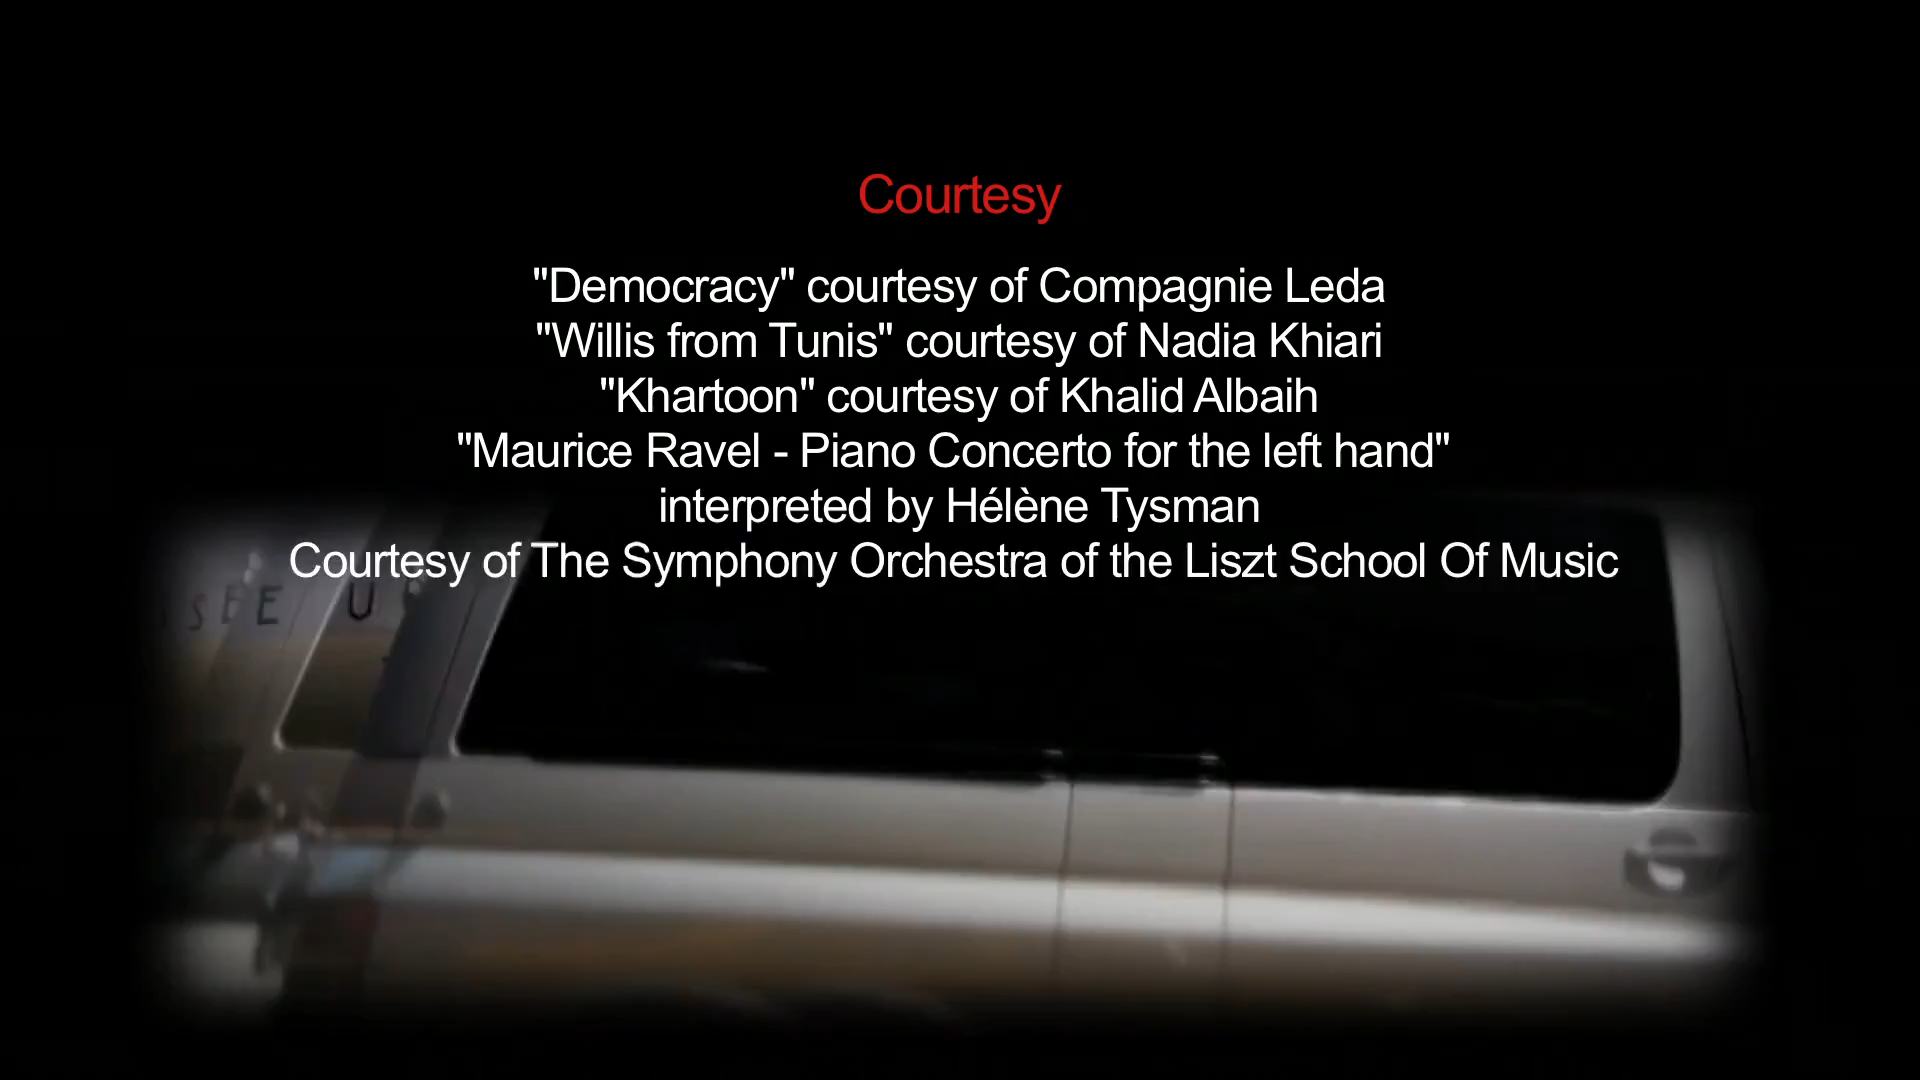 Courtesy
"Democracy" courtesy of Compagnie Leda
"Willis from Tunis" courtesy of Nadia Khiari
"Khartoon" courtesy of Khalid Albaih
"Maurice Ravel - Piano Concerto for the left hand"
interpreted by Hélène Tysman
Courtesy of The Symphony Orchestra of the Liszt School Of Music